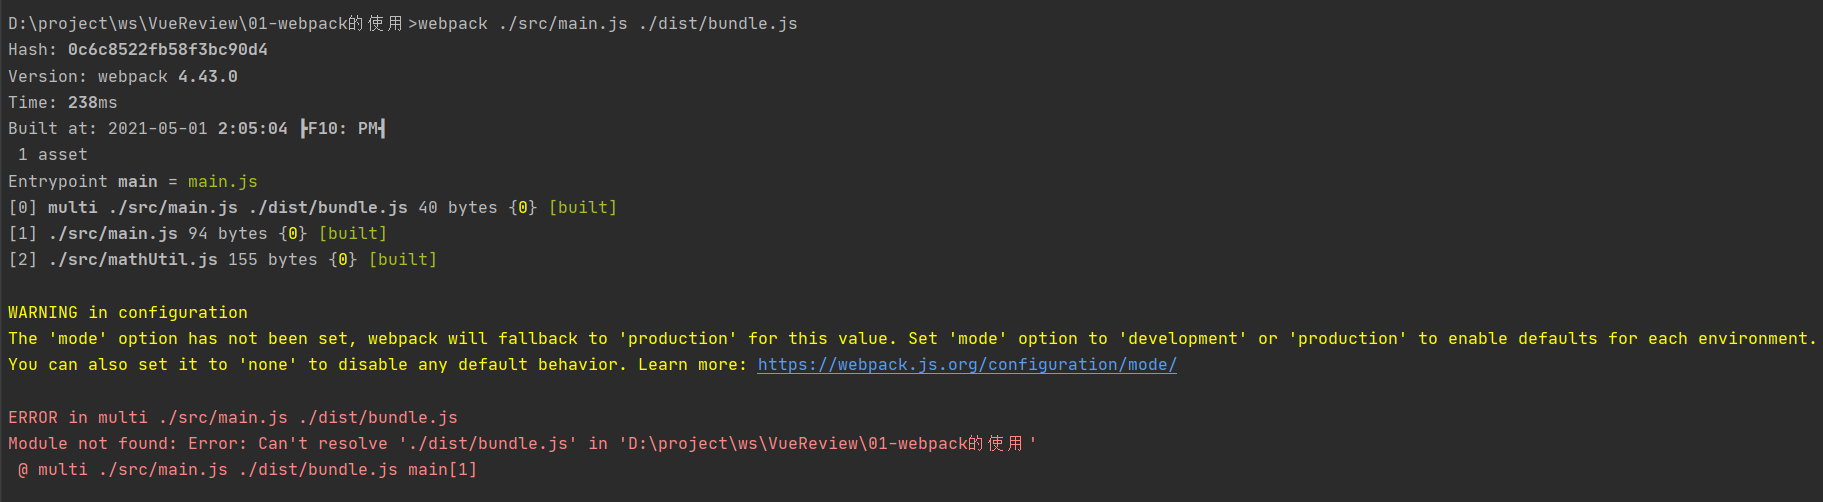 D:\project\ws\VueReview\01-webpack的使用>webpack ./src/main.js ./dist/bundle.js
Hash: 0c6c8522fb58f3bc90d4
Version: webpack 4.43.0
Time: 238ms
Built at: 2021-05-01 2:05:04 ┣F10: PM┫
 1 asset
Entrypoint main = main.js
[0] multi ./src/main.js ./dist/bundle.js 40 bytes {0} [built]
[1] ./src/main.js 94 bytes {0} [built]
[2] ./src/mathUtil.js 155 bytes {0} [built]
WARNING in configuration
The 'mode' option has not been set, webpack will fallback to 'production' for this value. Set 'mode' option to 'development' or 'production' to enable defaults for each environment.
You can also set it to 'none' to disable any default behavior. Learn more: https://webpack.js.org/configuration/mode/
ERROR in multi ./src/main.js ./dist/bundle.js
Module not found: Error: Can't resolve './dist/bundle.js' in 'D:\project\ws\VueReview\01-webpack的使用'
 @ multi ./src/main.js ./dist/bundle.js main[1]